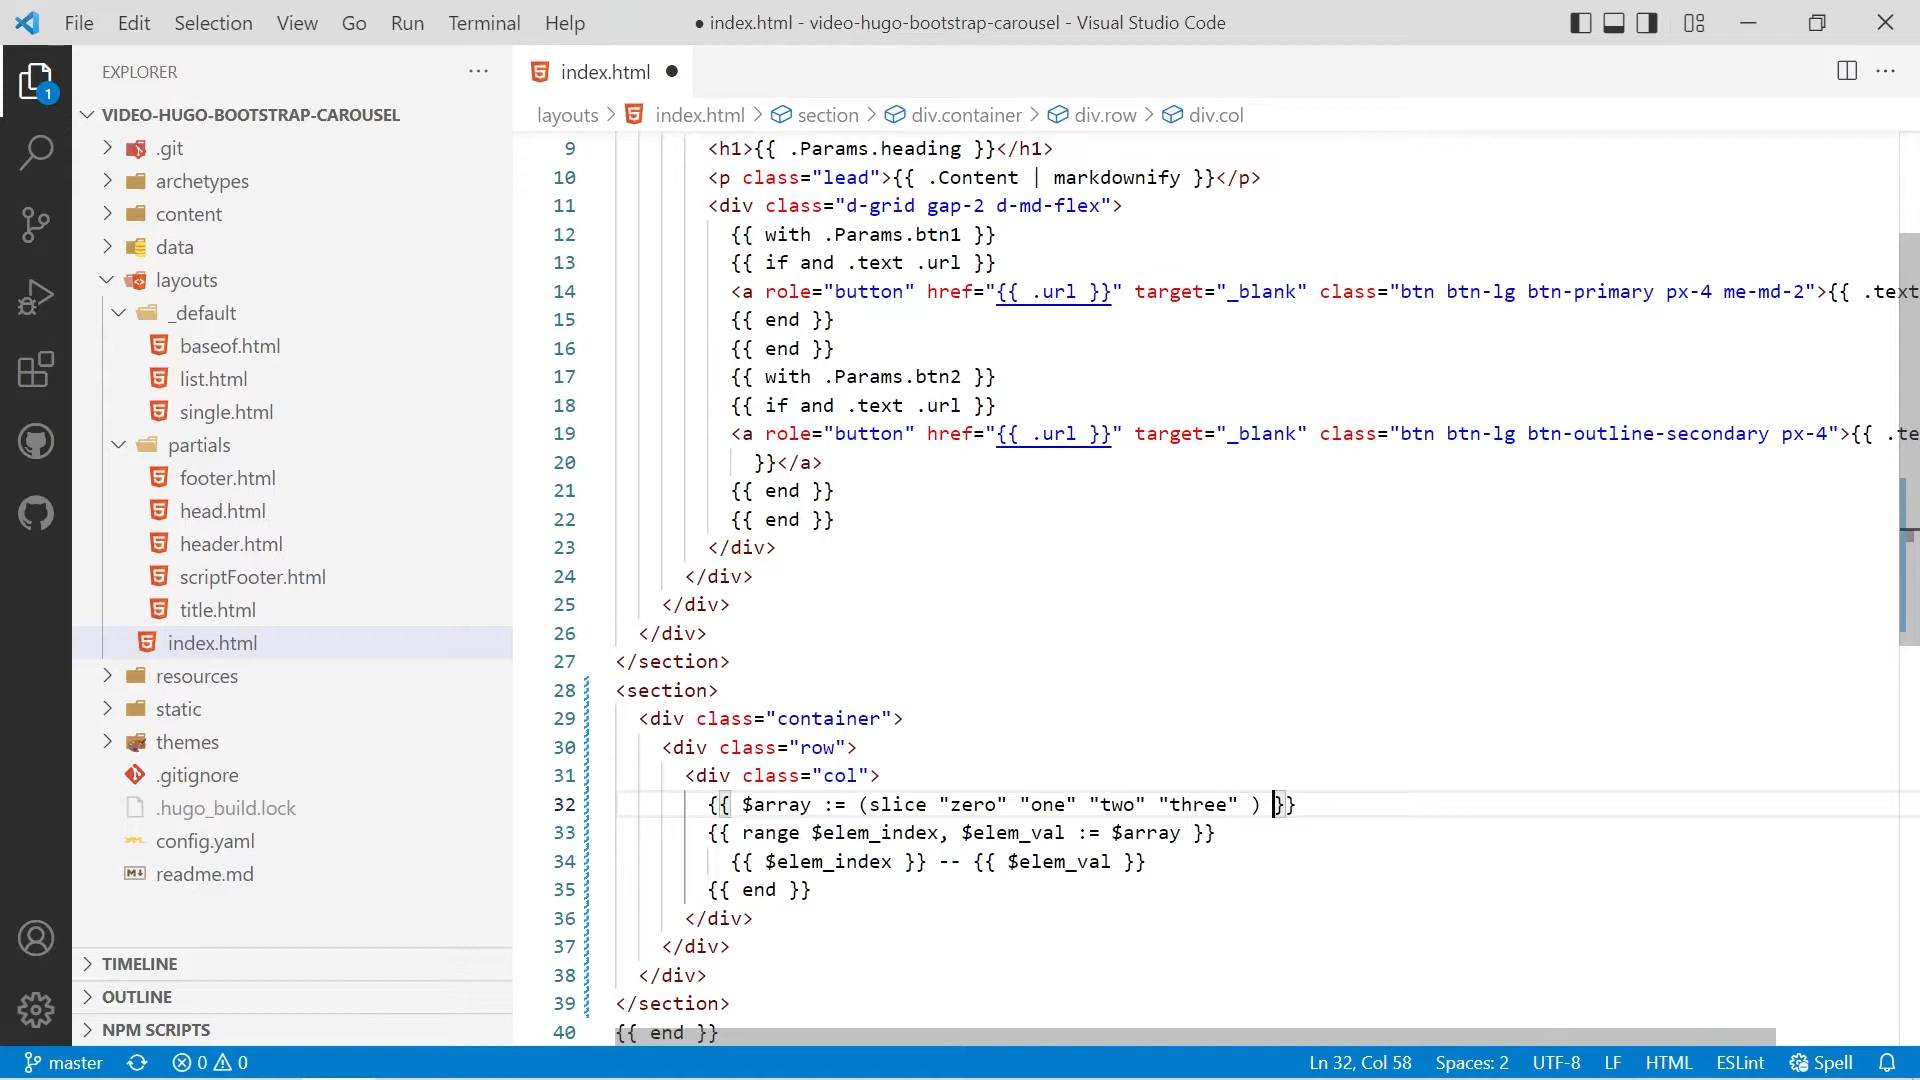 File Edit Selection View Go Run Terminal Help
● index.html - video-hugo-bootstrap-carousel - Visual Studio Code
EXPLORER
1
VIDEO-HUGO-BOOTSTRAP-CAROUSEL
.git
archetypes
content
data
layouts
_default
baseof.html
list.html
single.html
partials
footer.html
head.html
header.html
scriptFooter.html
title.html
index.html
resources
static
themes
.gitignore
.hugo_build.lock
config.yaml
readme.md
TIMELINE
OUTLINE
NPM SCRIPTS
index.html
layouts > index.html > section > div.container > div.row > div.col
9 <h1>{{ .Params.heading }}</h1>
10 <p class="lead">{{ .Content | markdownify }}</p>
11 <div class="d-grid gap-2 d-md-flex">
12 {{ with .Params.btn1 }}
13 {{ if and .text .url }}
14 <a role="button" href="{{ .url }}" target="_blank" class="btn btn-lg btn-primary px-4 me-md-2">{{ .text
15 {{ end }}
16 {{ end }}
17 {{ with .Params.btn2 }}
18 {{ if and .text .url }}
19 <a role="button" href="{{ .url }}" target="_blank" class="btn btn-lg btn-outline-secondary px-4">{{ .te
20 }}</a>
21 {{ end }}
22 {{ end }}
23 </div>
24 </div>
25 </div>
26 </div>
27 </section>
28 <section>
29 <div class="container">
30 <div class="row">
31 <div class="col">
32 {{ $array := (slice "zero" "one" "two" "three" ) }}
33 {{ range $elem_index, $elem_val := $array }}
34 {{ $elem_index }} -- {{ $elem_val }}
35 {{ end }}
36 </div>
37 </div>
38 </div>
39 </section>
40 {{ end }}
master 0 0 Ln 32, Col 58 Spaces: 2 UTF-8 LF HTML ESLint Spell